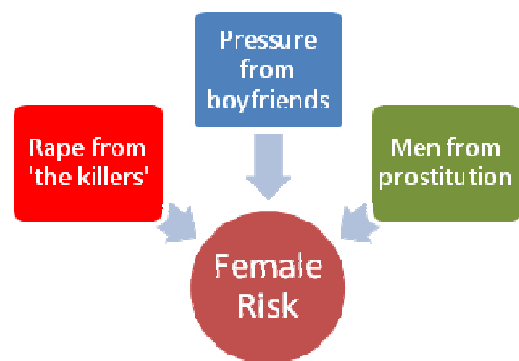 Pressure
from
boyfriends
Rape from
'the killers'
Men from
prostitution
Female
Risk